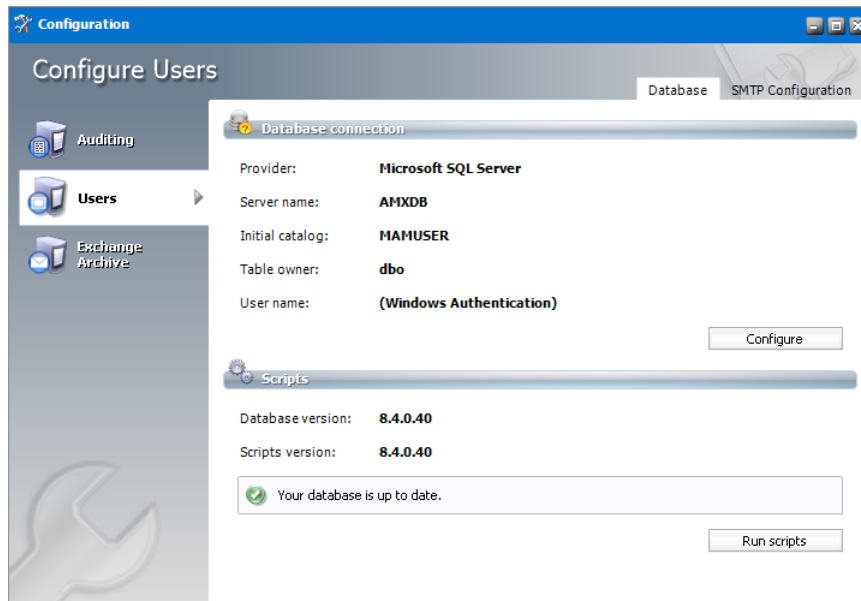 Configuration
Configure Users
Database SMTP Configuration
Auditing
Users
Exchange
Archive
Database connection
Provider: Microsoft SQL Server
Server name: AMXDB
Initial catalog: MAMUSER
Table owner: dbo
User name: (Windows Authentication)
Configure
Scripts
Database version: 8.4.0.40
Scripts version: 8.4.0.40
Your database is up to date.
Run scripts